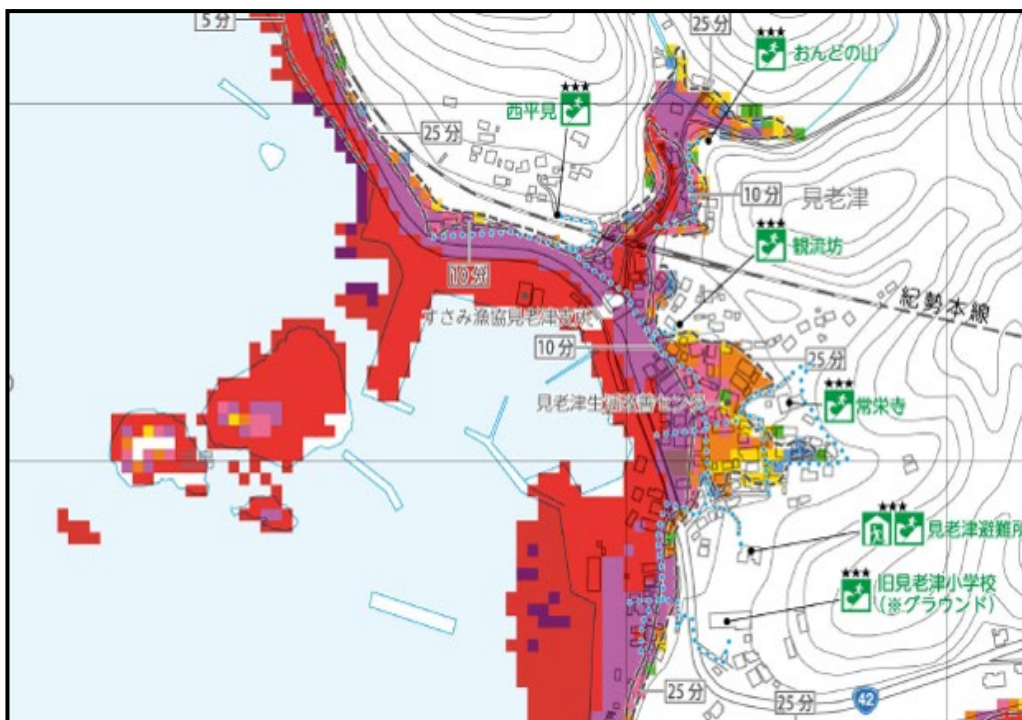 5分
25分
★★★
おんどの山
★★★
西平見
25分
10分
見老津
★★★
観流坊
10分
紀勢本線
すさみ漁協見老津支所
10分
25分
見老津生活改善センター
★★★
常栄寺
★★★
見老津避難所
★★★
旧見老津小学校
(※グラウンド)
25分
25分
42